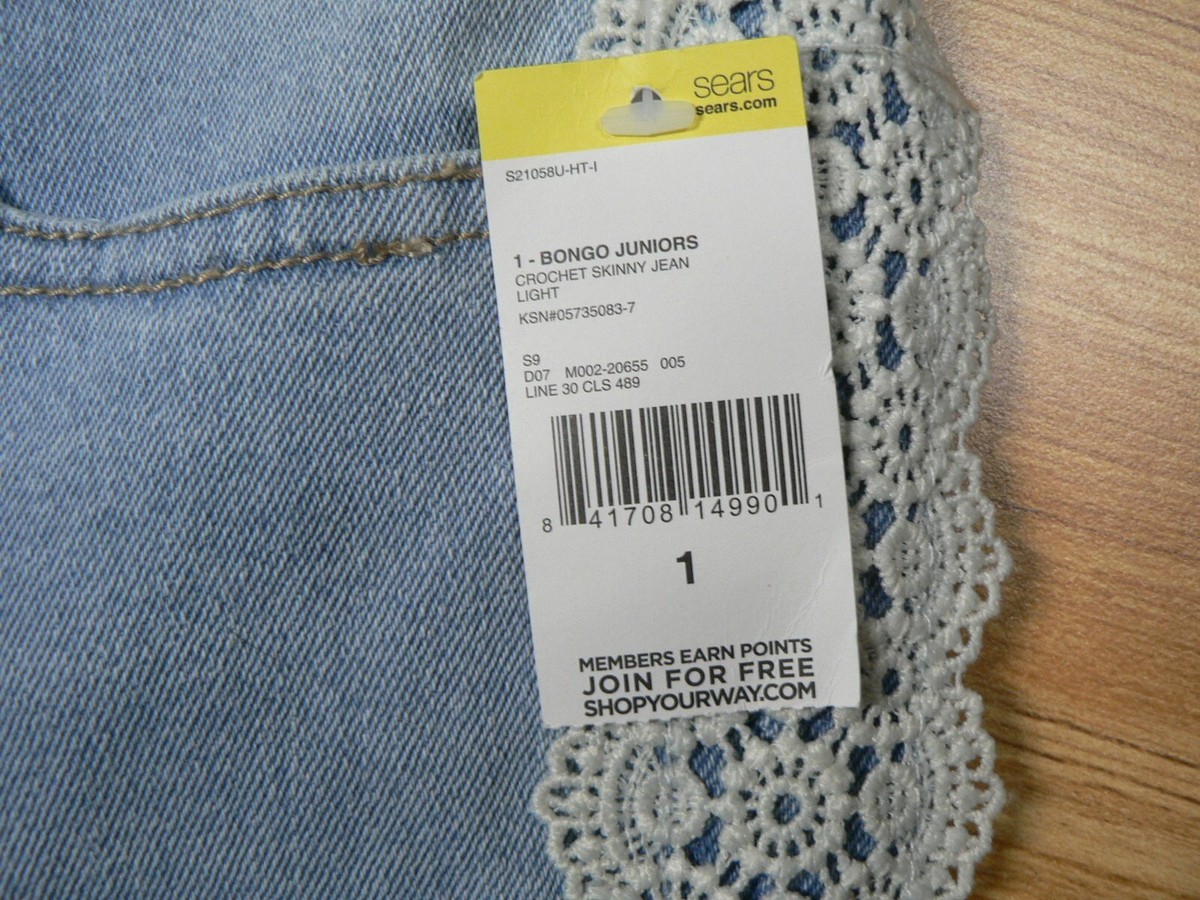 sears
sears.com
S21058U-HT-I
1 - BONGO JUNIORS
CROCHET SKINNY JEAN
LIGHT
KSN#05735083-7
S9
D07 M002-20655 005
LINE 30 CLS 489
8 41708 14990 1
1
MEMBERS EARN POINTS
JOIN FOR FREE
SHOPYOURWAY.COM